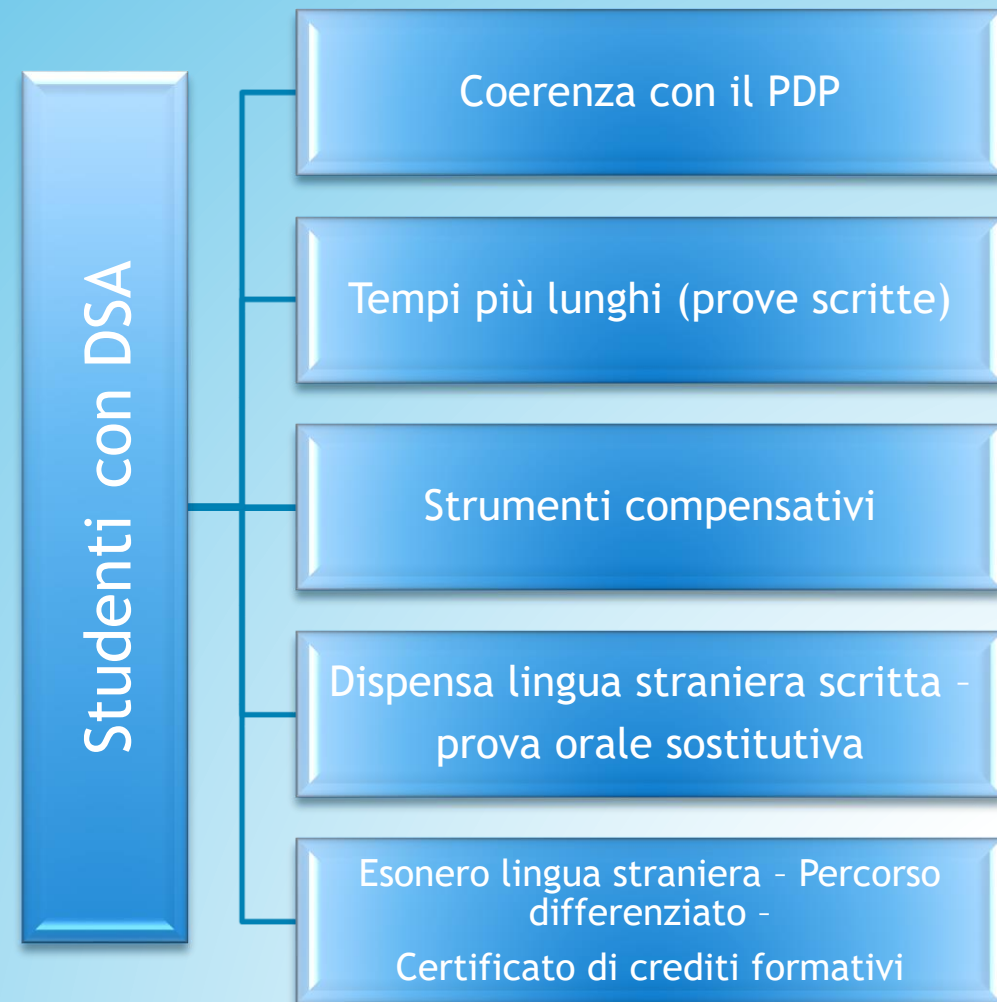 Studenti con DSA
Coerenza con il PDP
Tempi più lunghi (prove scritte)
Strumenti compensativi
Dispensa lingua straniera scritta –
prova orale sostitutiva
Esonero lingua straniera – Percorso
differenziato –
Certificato di crediti formativi